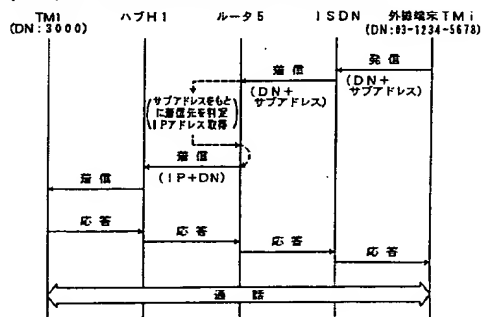 TM1
(DN:3000)
ハブH1
ルータ5
ISDN
外線端末TMi
(DN:03-1234-5678)
発信
(DN+
サブアドレス)
着信
(DN+
サブアドレス)
サブアドレスをもと
に着信先を判定
IPアドレス取得
着信
(IP+DN)
着信
応答
応答
応答
応答
通話